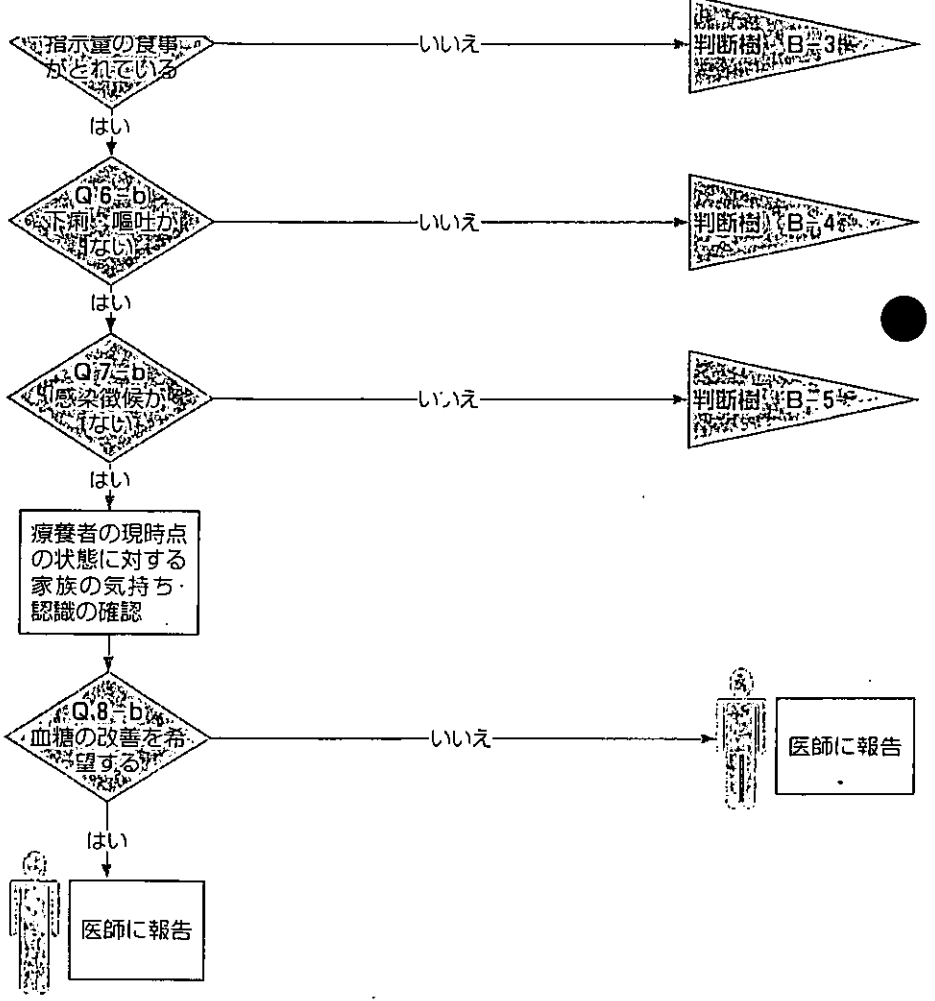 指示量の食事
がとれている
いいえ
判断樹 B-3
はい
Q6-b
下痢・嘔吐が
ない
いいえ
判断樹 B-4
はい
Q7-b
感染徴候が
ない
いいえ
判断樹 B-5
はい
療養者の現時点
の状態に対する
家族の気持ち・
認識の確認
Q8-b
血糖の改善を希
望する
いいえ
医師に報告
はい
医師に報告